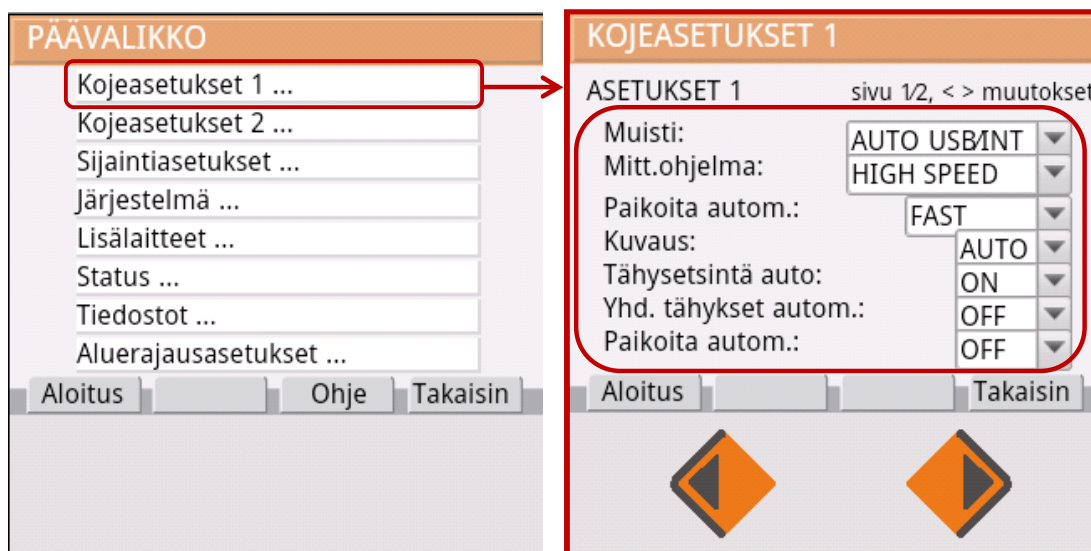 PÄÄVALIKKO
Kojeasetukset 1 ...
Kojeasetukset 2 ...
Sijaintiasetukset ...
Järjestelmä ...
Lisälaitteet ...
Status ...
Tiedostot ...
Aluerajausasetukset ...
Aloitus Ohje Takaisin
KOJEASETUKSET 1
ASETUKSET 1 sivu 1/2, < > muutokset
Muisti: AUTO USB/INT
Mitt.ohjelma: HIGH SPEED
Paikoita autom.: FAST
Kuvaus: AUTO
Tähysetsintä auto: ON
Yhd. tähykset autom.: OFF
Paikoita autom.: OFF
Aloitus Takaisin